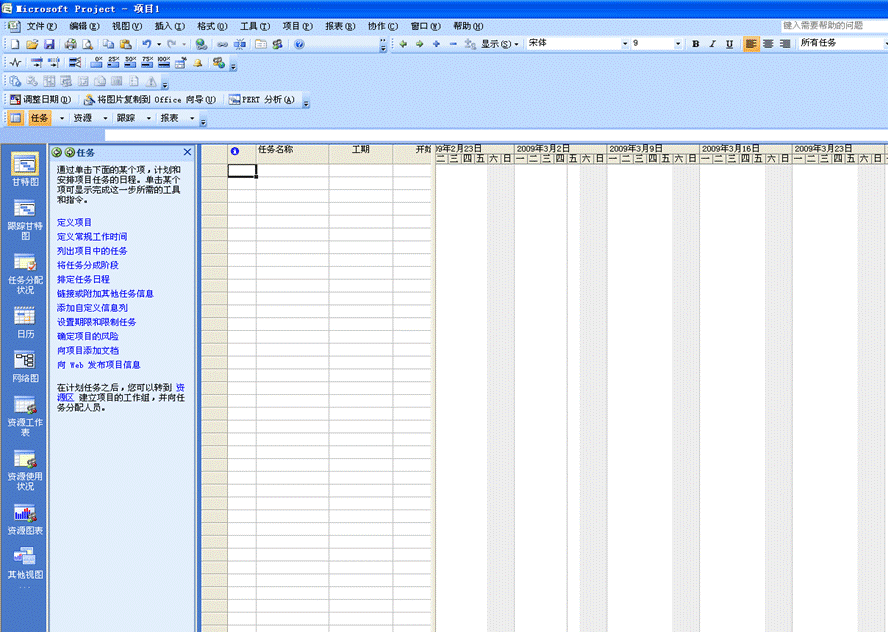 Microsoft Project - 项目1
文件(F) 编辑(E) 视图(V) 插入(I) 格式(O) 工具(T) 项目(P) 报表(R) 协作(C) 窗口(W) 帮助(H) 键入需要帮助的问题
显示(S) 宋体 9 B I U 所有任务
0% 25% 50% 75% 100%
调整日期(D) 将图片复制到 Office 向导(U) PERT 分析(A)
任务 资源 跟踪 报表
甘特图
跟踪甘特图
任务分配状况
日历
网络图
资源工作表
资源使用状况
资源图表
其他视图
任务
通过单击下面的某个项，计划和
安排项目任务的日程。单击某个
项可显示完成这一步所需的工具
和指令。
定义项目
定义常规工作时间
列出项目中的任务
将任务分成阶段
排定任务日程
链接或附加其他任务信息
添加自定义信息列
设置期限和限制任务
确定项目的风险
向项目添加文档
向 Web 发布项目信息
在计划任务之后，您可以转到 资
源区 建立项目的工作组，并向任
务分配人员。
任务名称 工期 开始
09年2月23日 2009年3月2日 2009年3月9日 2009年3月16日 2009年3月23日
二 三 四 五 六 日 一 二 三 四 五 六 日 一 二 三 四 五 六 日 一 二 三 四 五 六 日 一 二 三 四 五 六 日